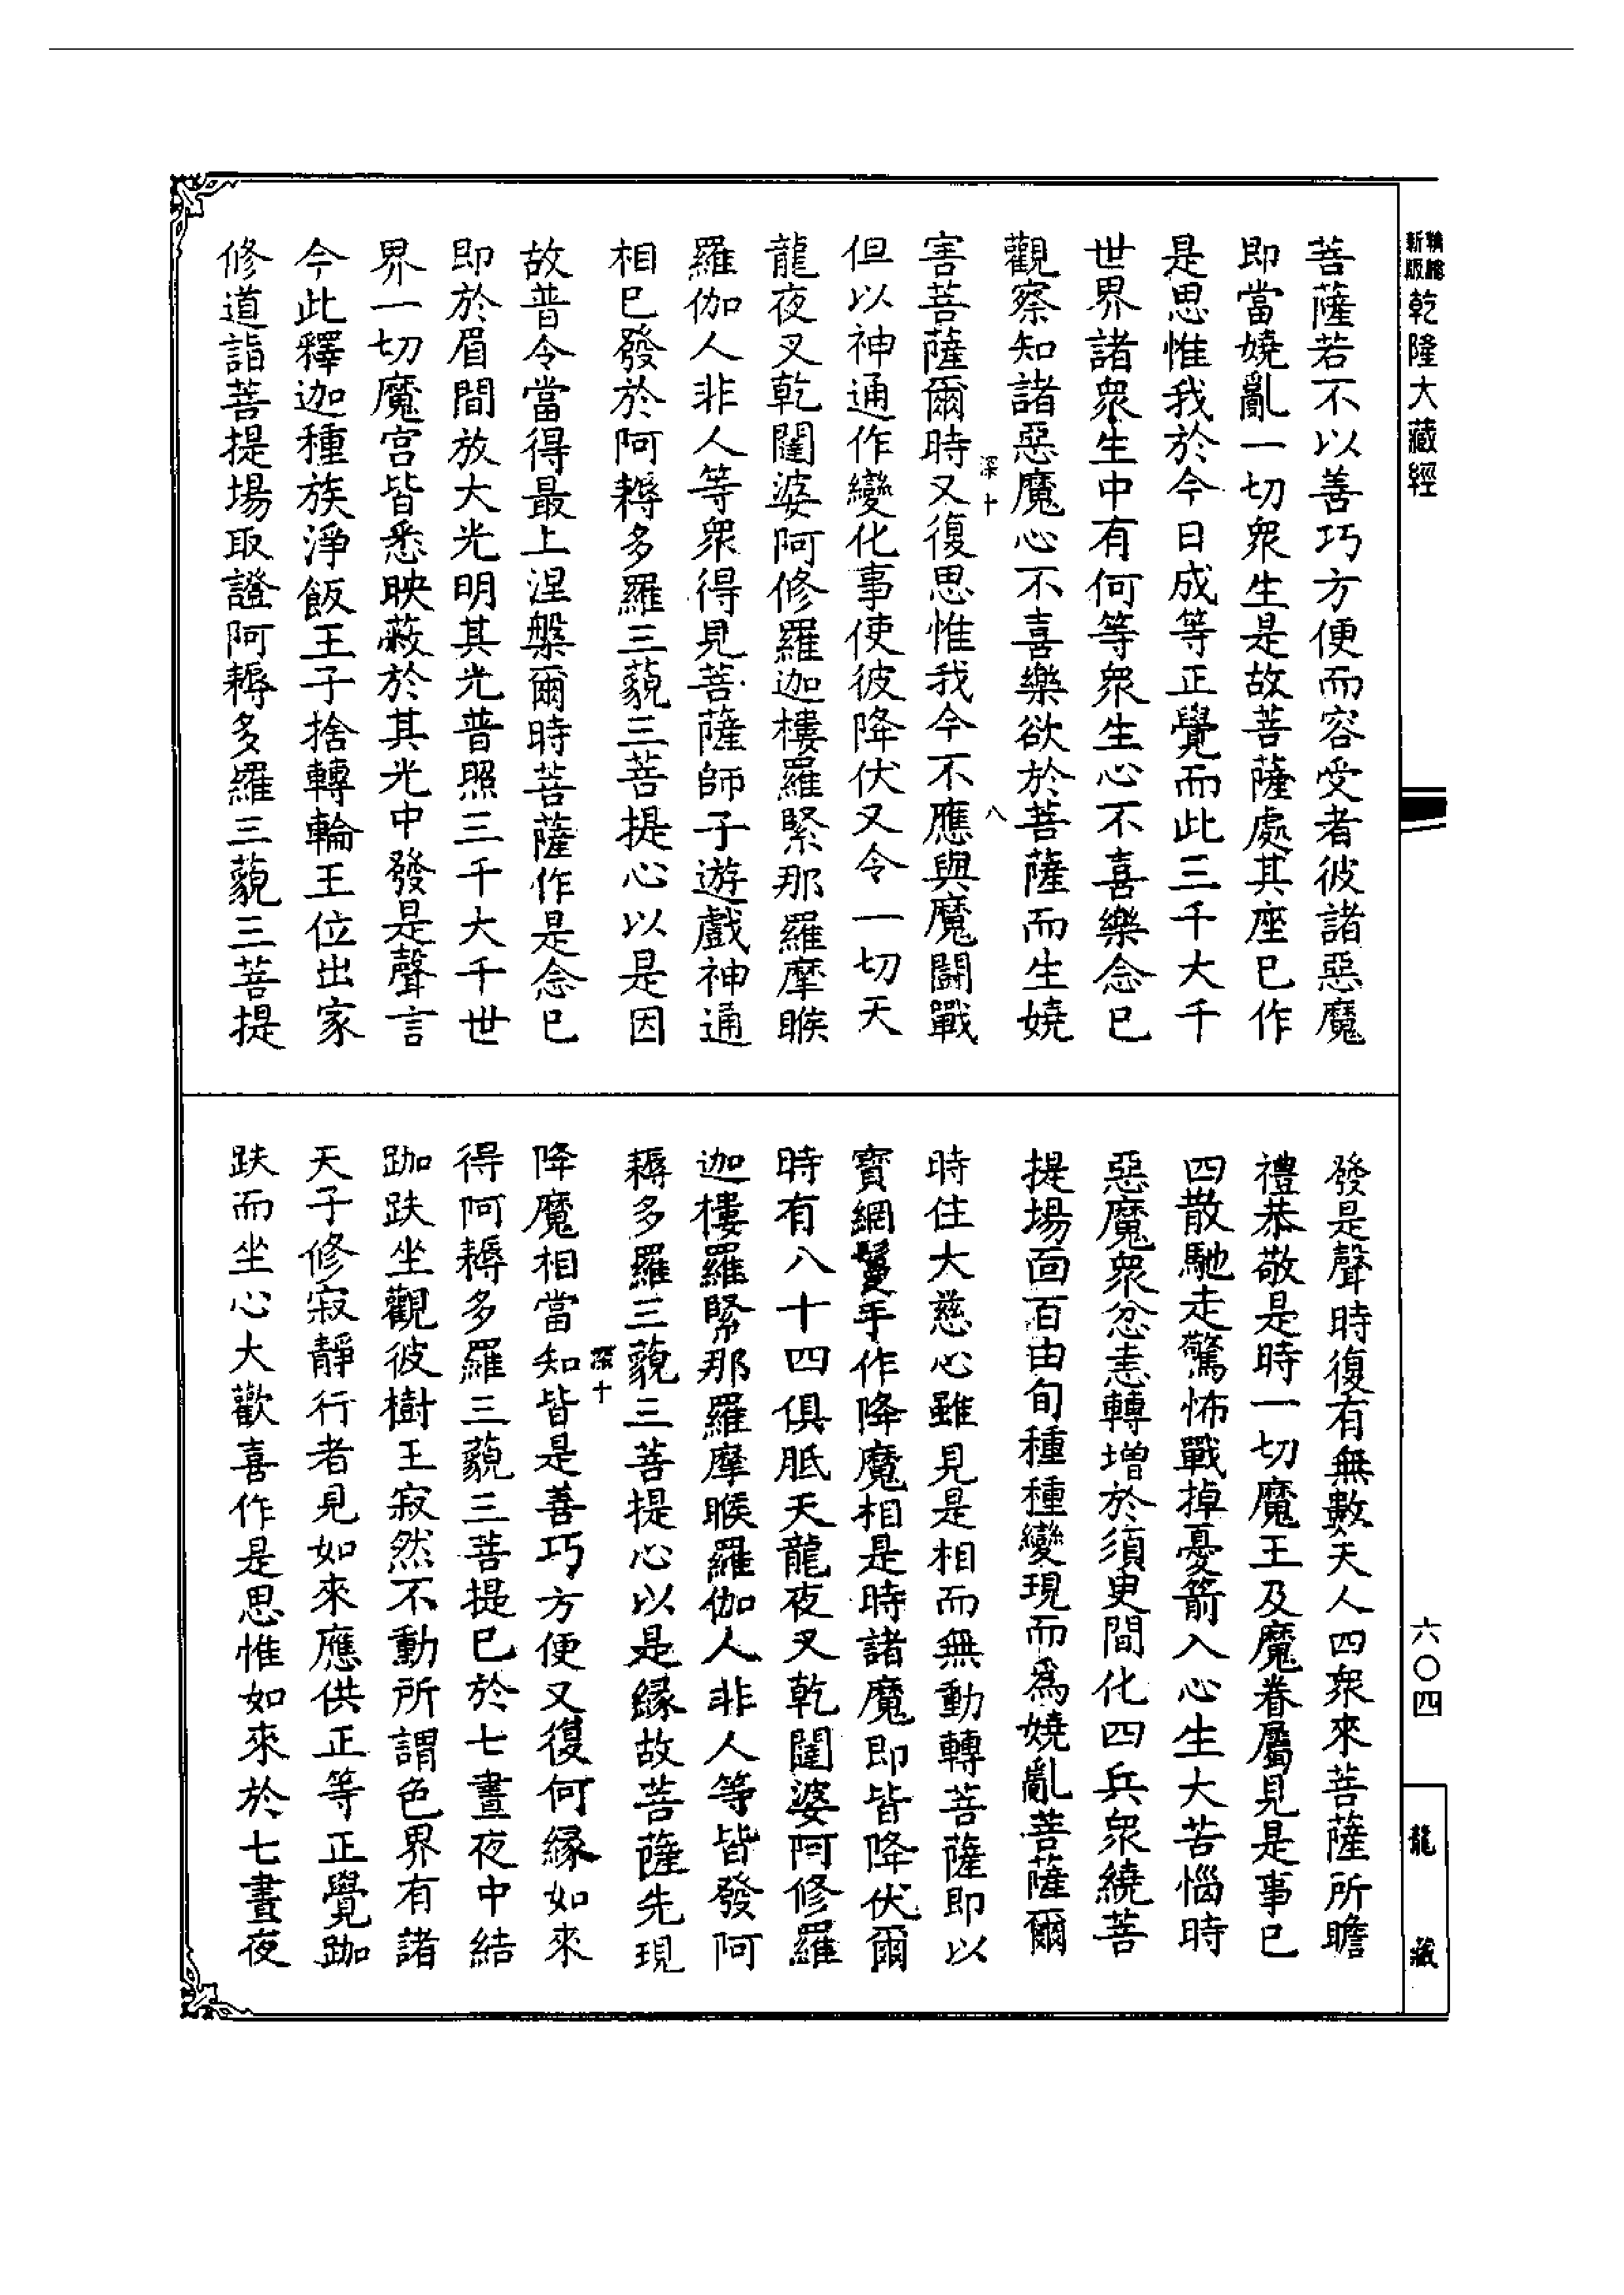 乾隆大藏經
菩薩若不以善巧方便而容受者彼諸惡魔
即當嬈亂一切衆生是故菩薩處其座已作
是思惟我於今日成等正覺而此三千大千
世界諸衆生中有何等衆生心不喜樂念已
觀察知諸惡魔心不喜樂欲於菩薩而生嬈
深十
八
害菩薩爾時又復思惟我今不應與魔鬭戰
但以神通作變化事使彼降伏又令一切天
龍夜叉乾闥婆阿修羅迦樓羅緊那羅摩睺
羅伽人非人等衆得見菩薩師子遊戲神通
相已發於阿耨多羅三藐三菩提心以是因
故普令當得最上涅槃爾時菩薩作是念已
即於眉間放大光明其光普照三千大千世
界一切魔宮皆悉映蔽於其光中發是聲言
今此釋迦種族淨飯王子捨轉輪王位出家
修道詣菩提場取證阿耨多羅三藐三菩提
發是聲時復有無數天人四衆來菩薩所瞻
禮恭敬是時一切魔王及魔眷屬見是事已
四散馳走驚怖戰掉憂箭入心生大苦惱時
惡魔衆忿恚轉增於須臾間化四兵衆繞菩
提場面百由旬種種變現而爲嬈亂菩薩爾
時住大慈心雖見是相而無動轉菩薩即以
寶網鬘手作降魔相是時諸魔即皆降伏爾
時有八十四俱胝天龍夜叉乾闥婆阿修羅
迦樓羅緊那羅摩睺羅伽人非人等皆發阿
耨多羅三藐三菩提心以是緣故菩薩先現
深十
降魔相當知皆是善巧方便又復何緣如來
得阿耨多羅三藐三菩提已於七晝夜中結
跏趺坐觀彼樹王寂然不動所謂色界有諸
天子修寂靜行者見如來應供正等正覺跏
趺而坐心大歡喜作是思惟如來於七晝夜
六〇四
龍藏